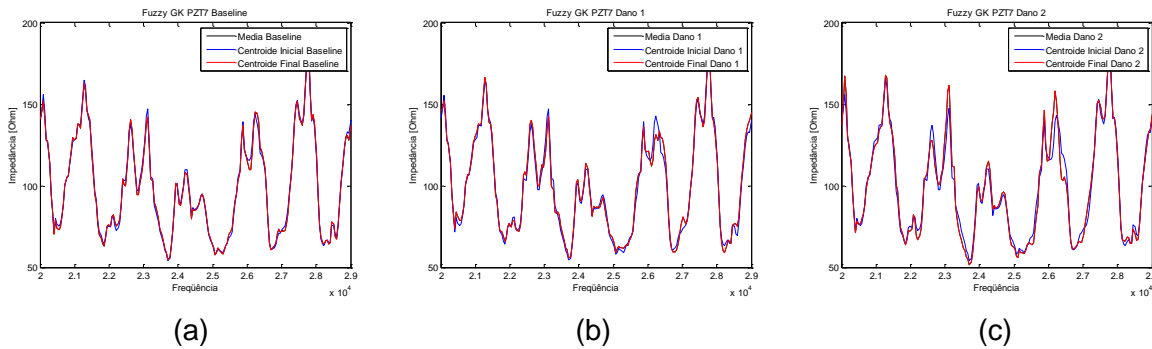 Fuzzy GK PZT7 Baseline
200
150
100
50
Impedância [Ohm]
Media Baseline
Centroide Inicial Baseline
Centroide Final Baseline
2 2.1 2.2 2.3 2.4 2.5 2.6 2.7 2.8 2.9
x 10^4
Freqüência
(a)
Fuzzy GK PZT7 Dano 1
200
150
100
50
Impedância [Ohm]
Media Dano 1
Centroide Inicial Dano 1
Centroide Final Dano 1
2 2.1 2.2 2.3 2.4 2.5 2.6 2.7 2.8 2.9
x 10^4
Freqüência
(b)
Fuzzy GK PZT7 Dano 2
200
150
100
50
Impedância [Ohm]
Media Dano 2
Centroide Inicial Dano 2
Centroide Final Dano 2
2 2.1 2.2 2.3 2.4 2.5 2.6 2.7 2.8 2.9
x 10^4
Freqüência
(c)